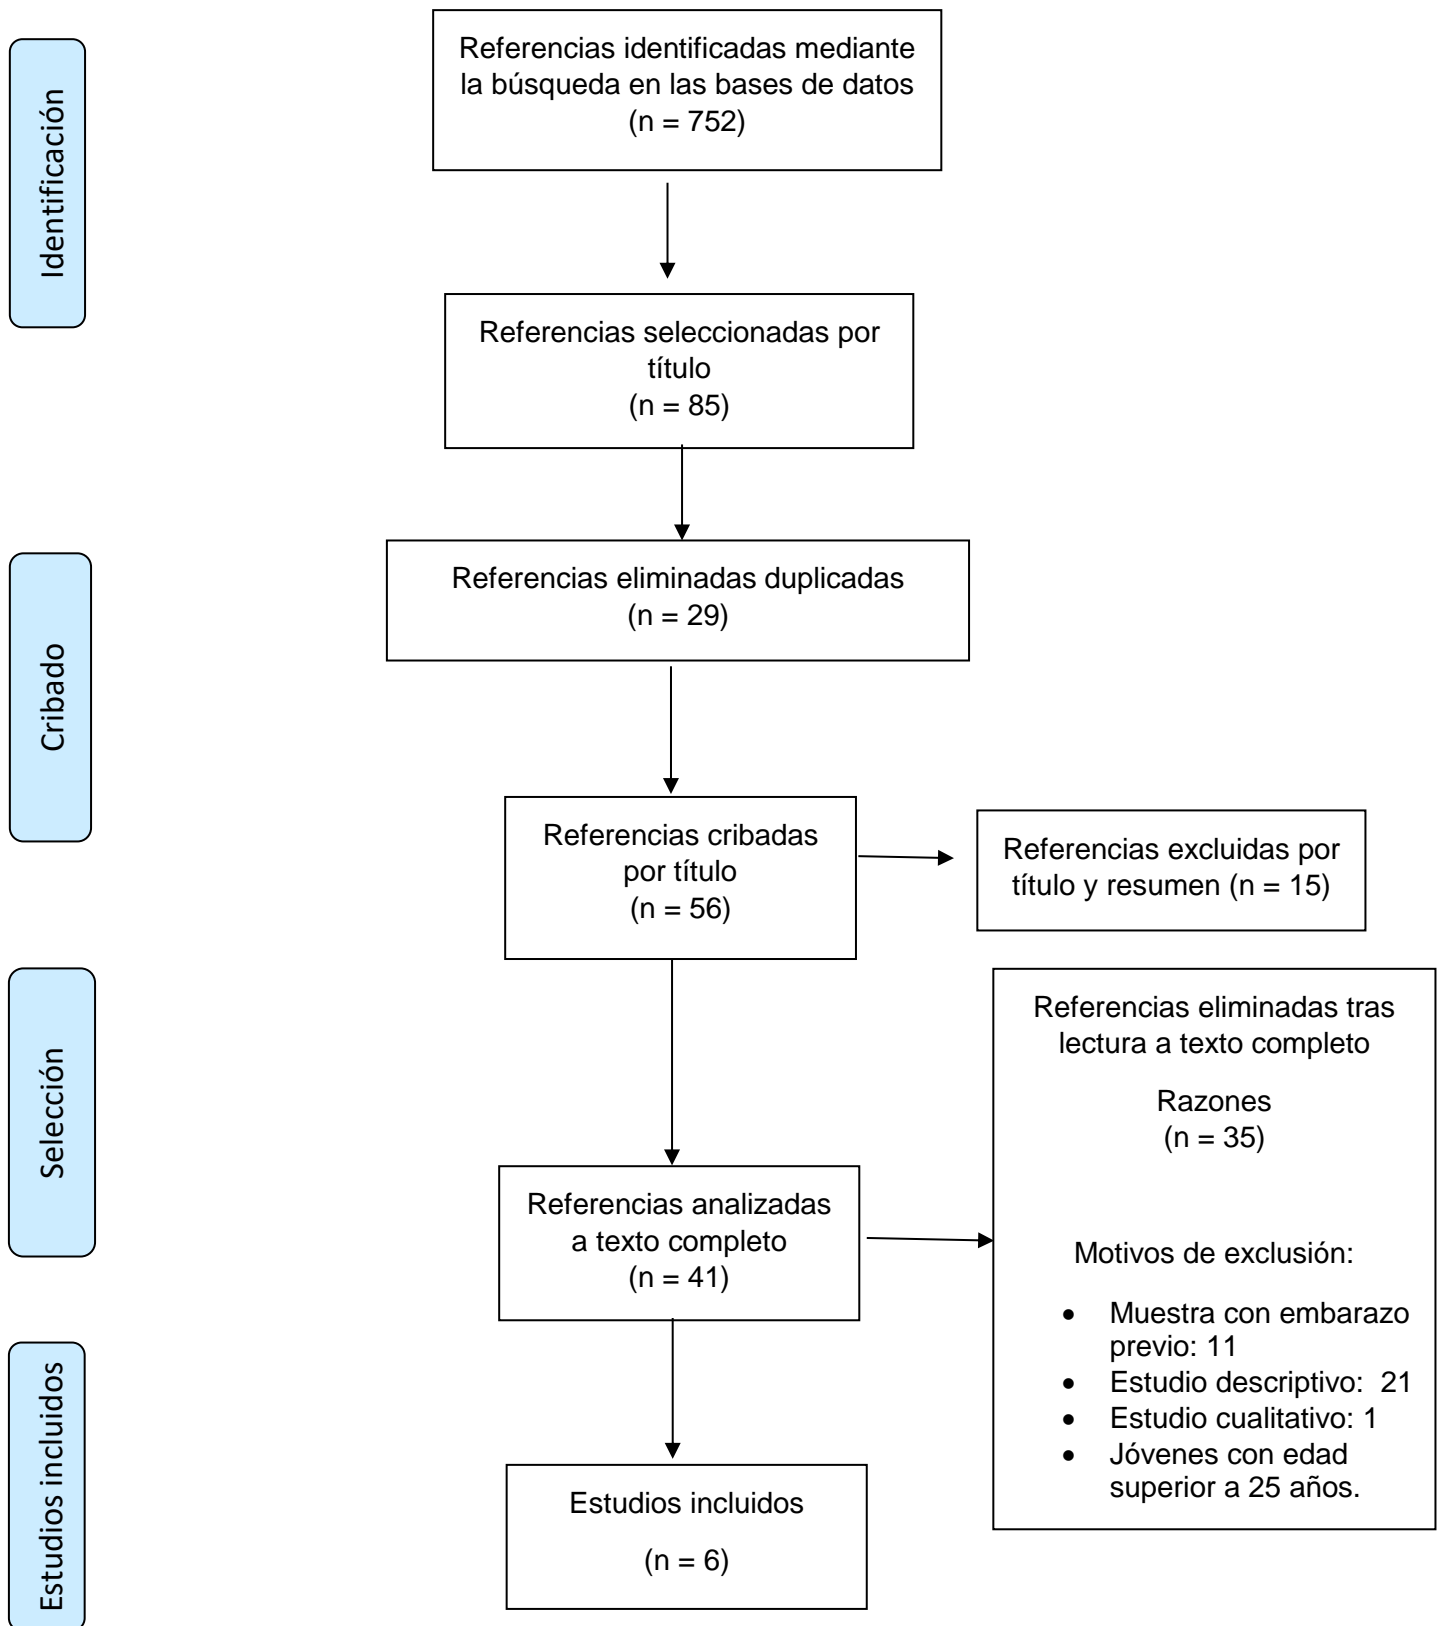 Identificación
Referencias identificadas mediante
la búsqueda en las bases de datos
(n = 752)
Referencias seleccionadas por
título
(n = 85)
Cribado
Referencias eliminadas duplicadas
(n = 29)
Referencias cribadas
por título
(n = 56)
Referencias excluidas por
título y resumen (n = 15)
Selección
Referencias analizadas
a texto completo
(n = 41)
Referencias eliminadas tras
lectura a texto completo
Razones
(n = 35)
Motivos de exclusión:
• Muestra con embarazo
previo: 11
• Estudio descriptivo: 21
• Estudio cualitativo: 1
• Jóvenes con edad
superior a 25 años.
Estudios incluidos
Estudios incluidos
(n = 6)